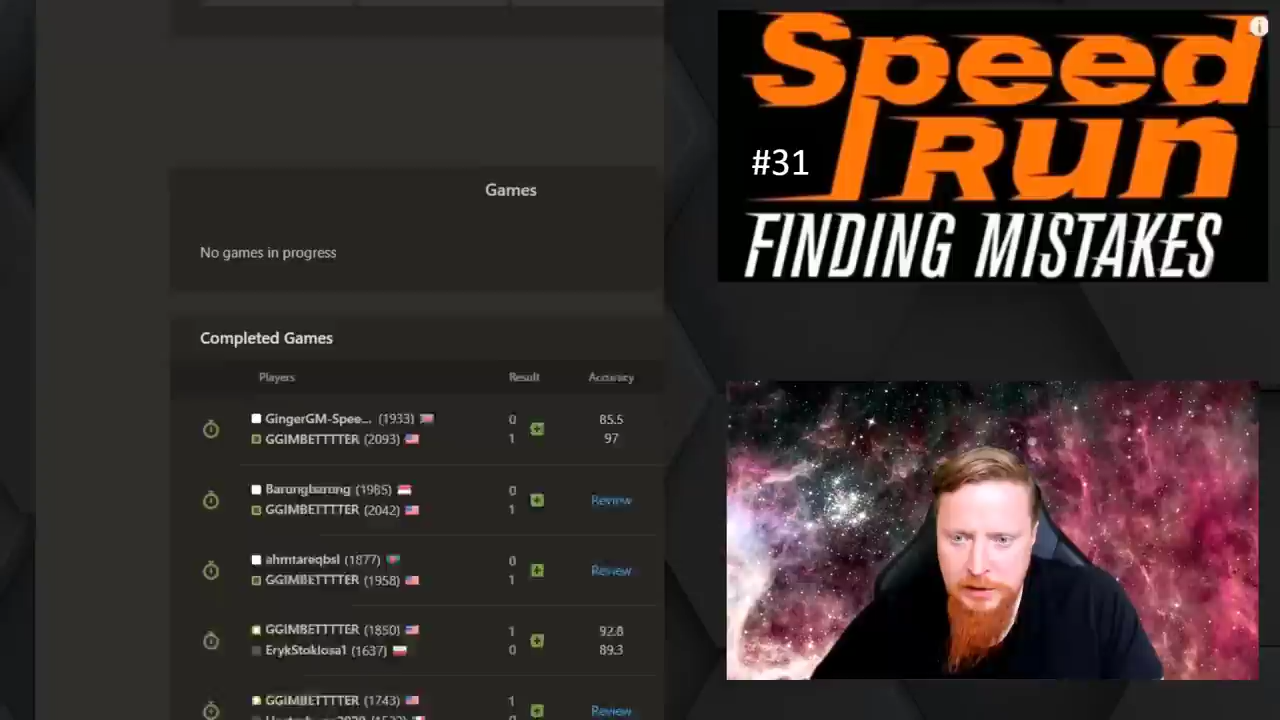 Speed
#31 Run
FINDING MISTAKES
Games
No games in progress
Completed Games
Players Result Accuracy
GingerGM-Spee... (1933) 0 85.5
GGIMBETTTTER (2093) 1 97
Barongbarong (1985) 0
GGIMBETTTTER (2042) 1 Review
ahmtareqbsl (1877) 0
GGIMBETTTTER (1958) 1 Review
GGIMBETTTTER (1850) 1 92.8
ErykStoklosa1 (1637) 0 89.3
GGIMBETTTTER (1743) 1
Review